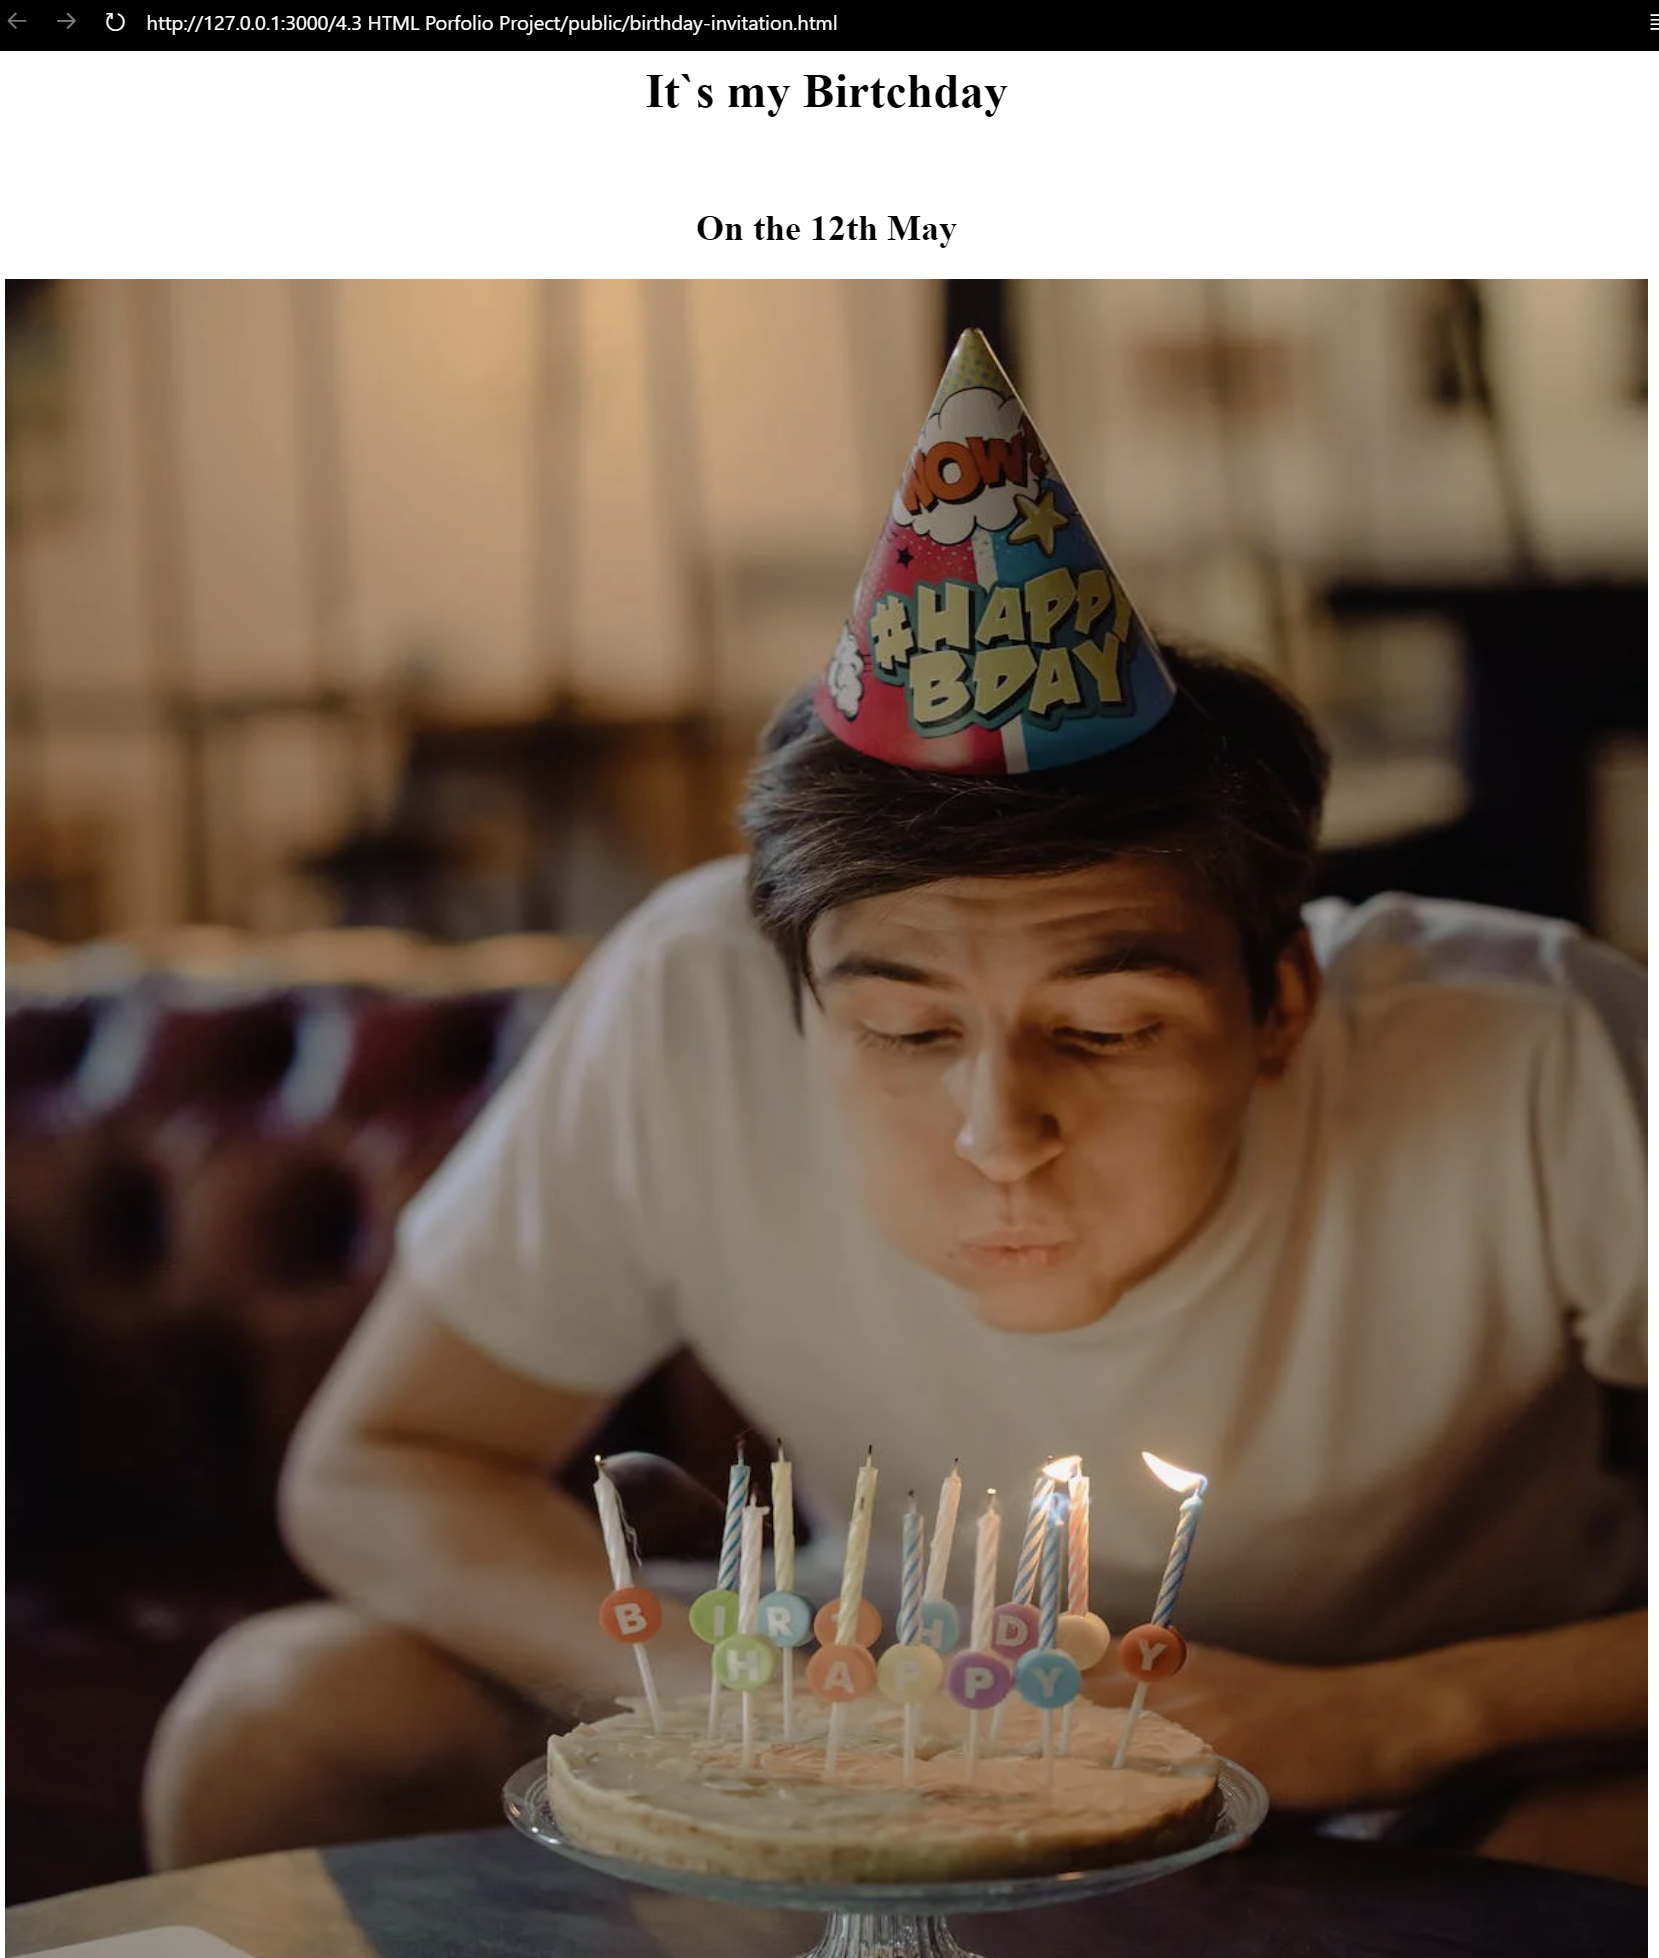 http://127.0.0.1:3000/4.3 HTML Porfolio Project/public/birthday-invitation.html
It`s my Birtchday
On the 12th May
WOW!
#HAPPY
BDAY
B I R T H D Y
H A P P Y